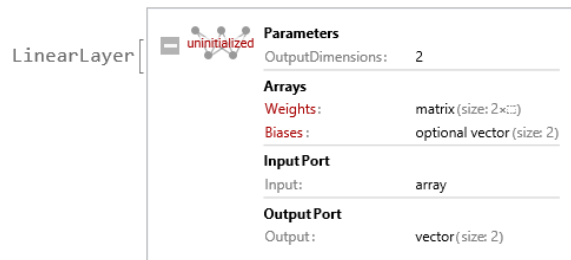 LinearLayer[
uninitialized
Parameters
OutputDimensions: 2
Arrays
Weights: matrix (size: 2×⬚)
Biases: optional vector (size: 2)
Input Port
Input: array
Output Port
Output: vector (size: 2)